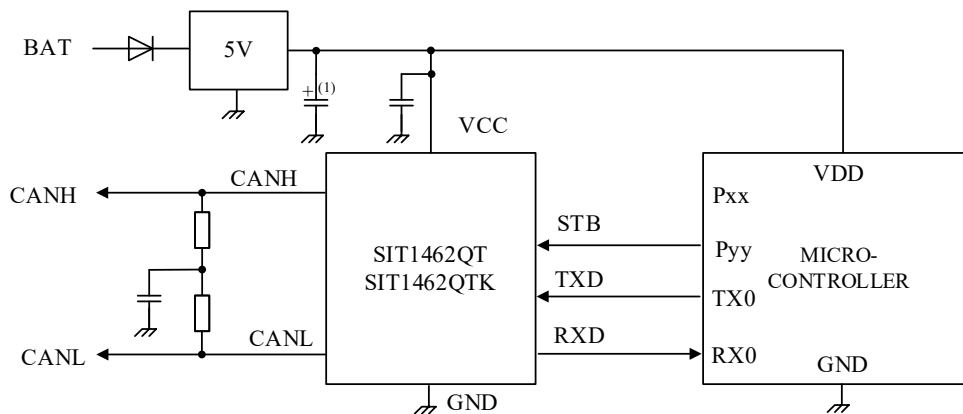 BAT
5V
+ (1)
VCC
CANH
CANH
SIT1462QT
SIT1462QTK
CANL
CANL
GND
STB
TXD
RXD
VDD
Pxx
Pyy
MICRO-
CONTROLLER
TX0
RX0
GND